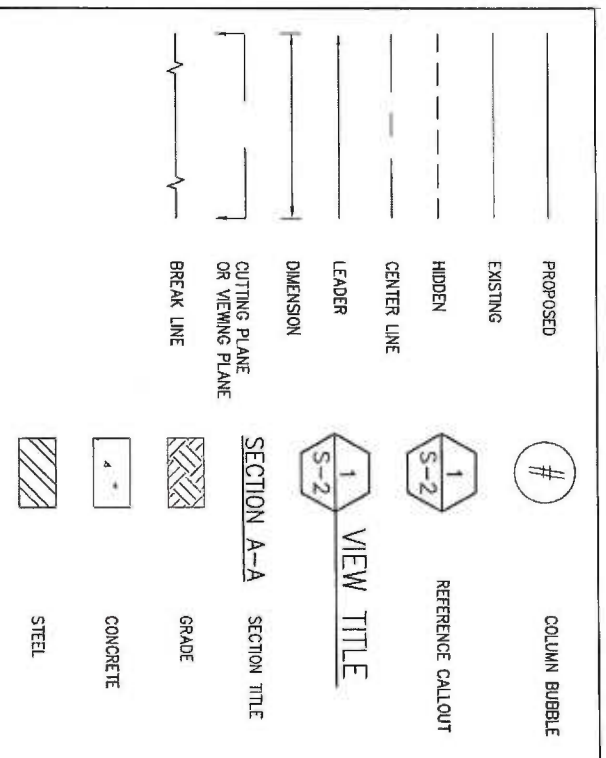 PROPOSED
EXISTING
HIDDEN
CENTER LINE
LEADER
DIMENSION
CUTTING PLANE
OR VIEWING PLANE
BREAK LINE
#
COLUMN BUBBLE
1
S-2
REFERENCE CALLOUT
1
S-2
VIEW TITLE
SECTION A-A
SECTION TITLE
GRADE
CONCRETE
STEEL